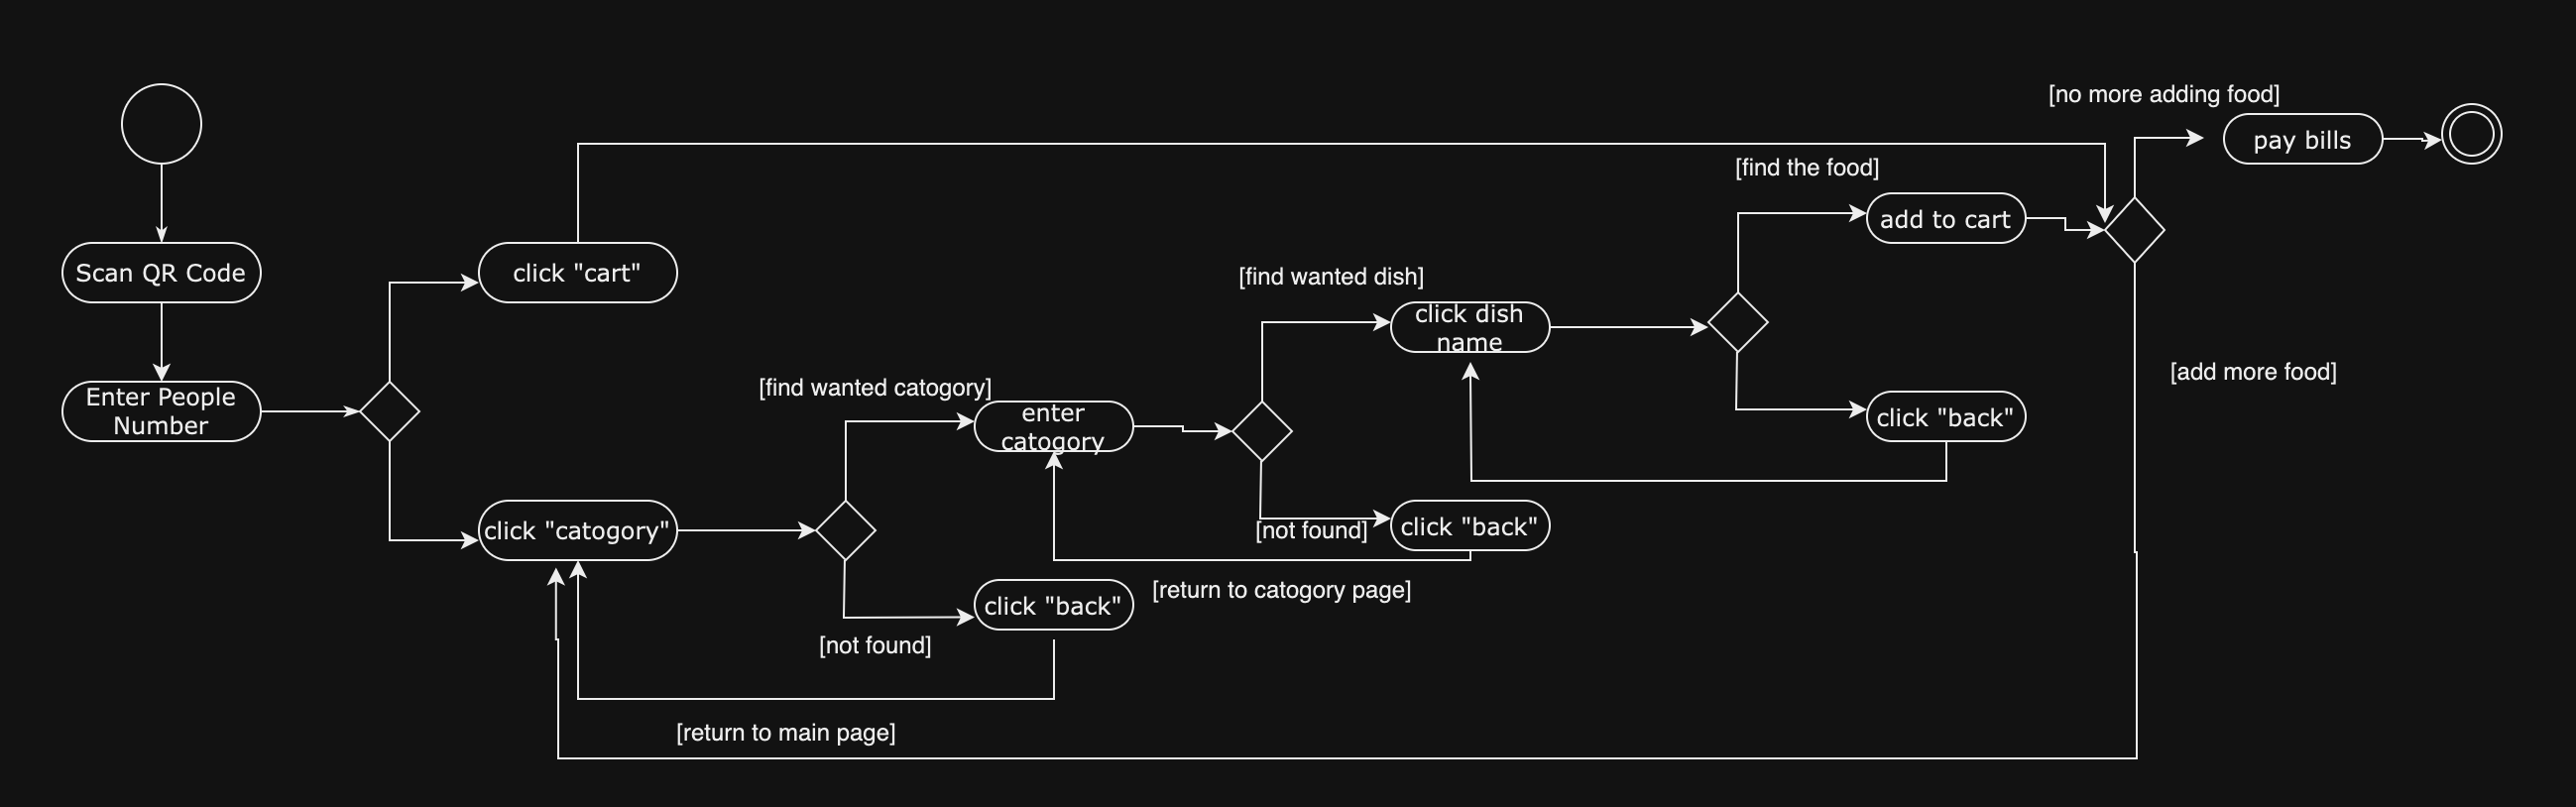 [no more adding food]
pay bills
[find the food]
add to cart
Scan QR Code
click "cart"
[find wanted dish]
click dish
name
[add more food]
Enter People
Number
[find wanted catogory]
enter
catogory
click "back"
click "catogory"
[not found]
click "back"
[return to catogory page]
click "back"
[not found]
[return to main page]